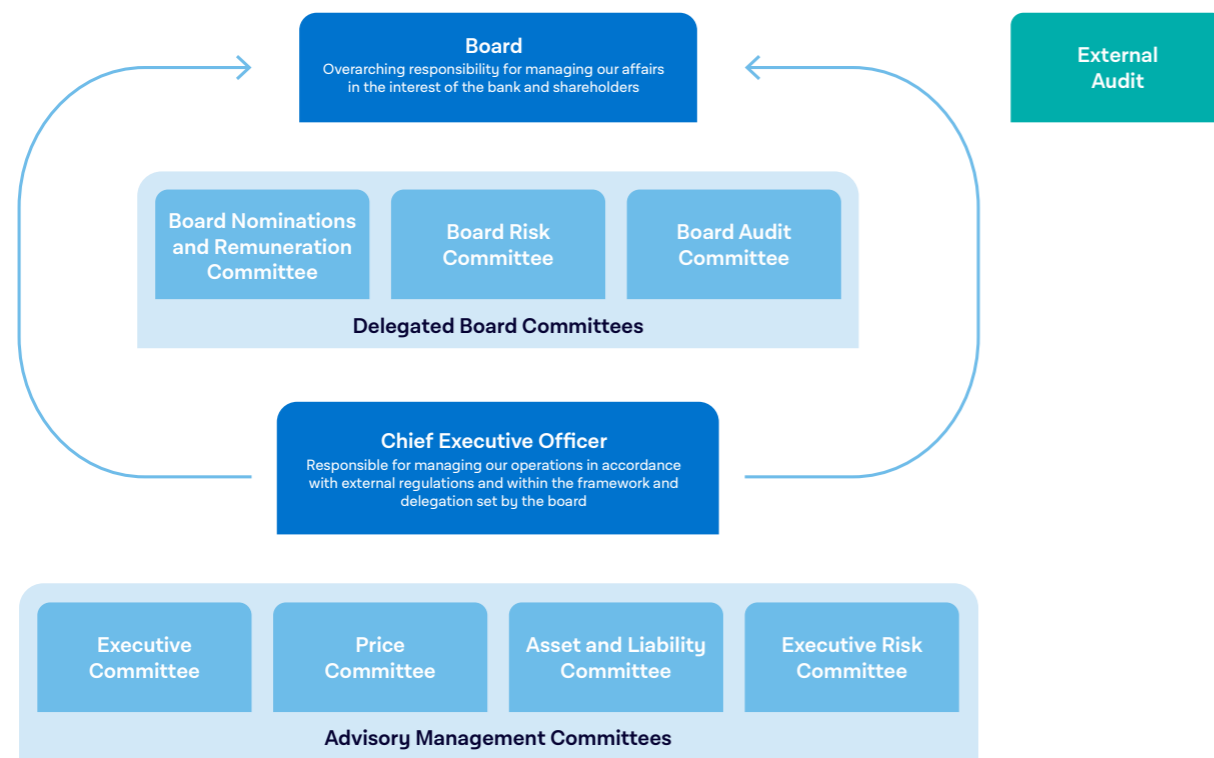 Board
Overarching responsibility for managing our affairs
in the interest of the bank and shareholders
External
Audit
Board Nominations
and Remuneration
Committee
Board Risk
Committee
Board Audit
Committee
Delegated Board Committees
Chief Executive Officer
Responsible for managing our operations in accordance
with external regulations and within the framework and
delegation set by the board
Executive
Committee
Price
Committee
Asset and Liability
Committee
Executive Risk
Committee
Advisory Management Committees